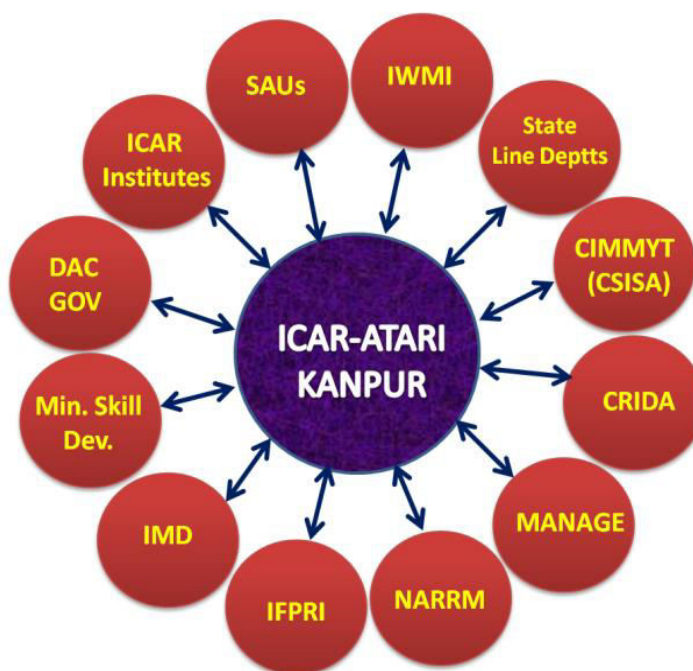 SAUs
IWMI
State
Line Deptts
CIMMYT
(CSISA)
CRIDA
MANAGE
NARRM
IFPRI
IMD
Min. Skill
Dev.
DAC
GOV
ICAR
Institutes
ICAR-ATARI
KANPUR